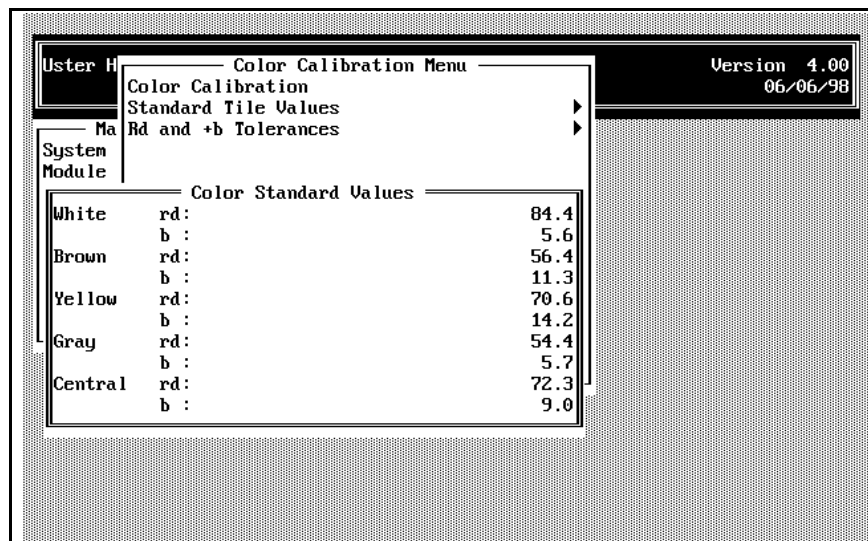 Uster H
Version 4.00
06/06/98
Color Calibration Menu
Color Calibration
Standard Tile Values
Rd and +b Tolerances
Ma
System
Module
Color Standard Values
White rd: 84.4
b : 5.6
Brown rd: 56.4
b : 11.3
Yellow rd: 70.6
b : 14.2
Gray rd: 54.4
b : 5.7
Central rd: 72.3
b : 9.0